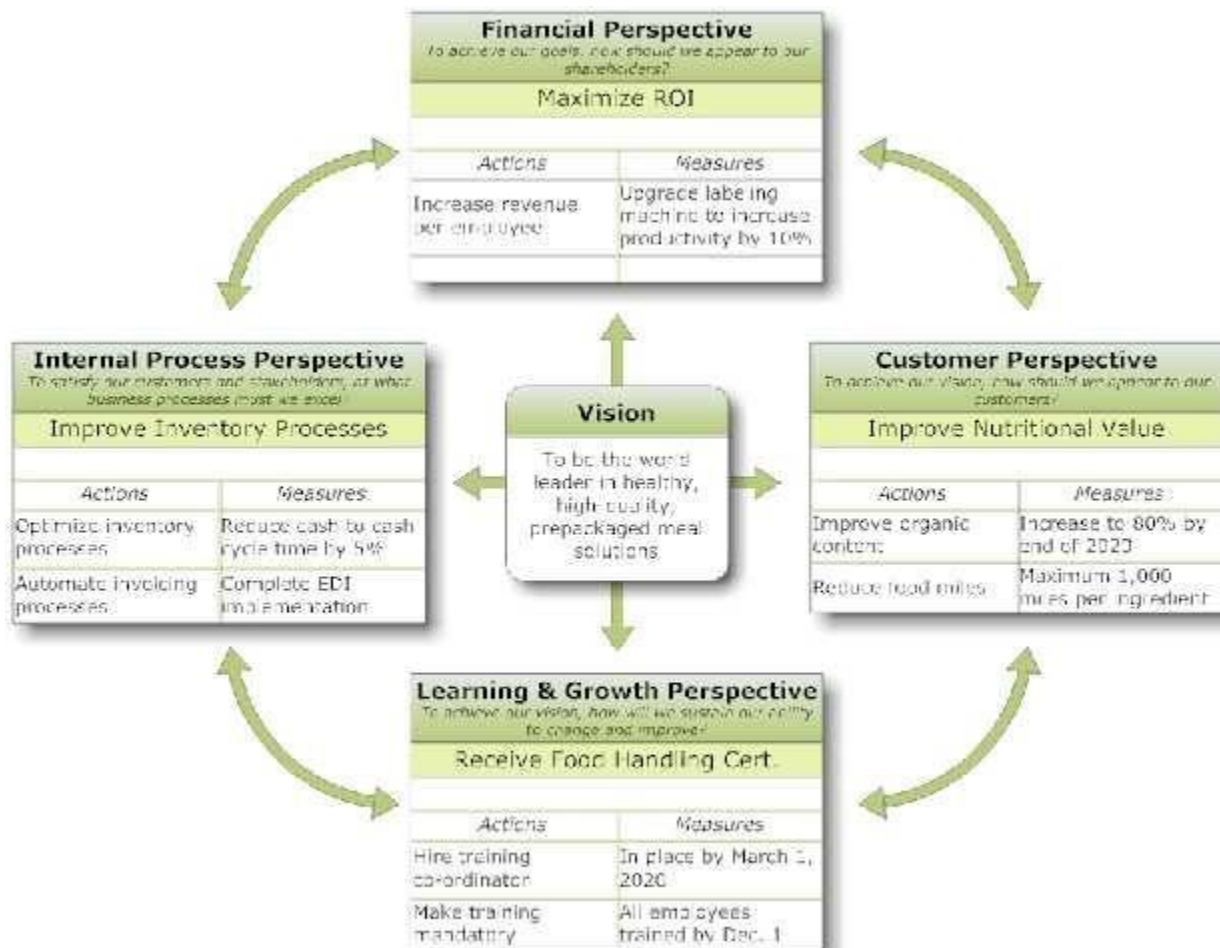 Financial Perspective
To achieve our goals, how should we appear to our
shareholders?
Maximize ROI
Actions
Measures
Increase revenue
per employee
Upgrade labeling
machine to increase
productivity by 10%
Internal Process Perspective
To satisfy our customers and stakeholders, at what
business processes must we excel
Improve Inventory Processes
Actions
Measures
Optimize inventory
processes
Reduce cash to cash
cycle time by 5%
Automate invoicing
processes
Complete EDI
implementation
Vision
To be the world
leader in healthy,
high-quality,
prepackaged meal
solutions
Customer Perspective
To achieve our vision, how should we appear to our
customers?
Improve Nutritional Value
Actions
Measures
Improve organic
content
Increase to 80% by
end of
Reduce food miles
Maximum 1,000
miles per ingredient
Learning & Growth Perspective
To achieve our vision, how will we sustain our ability
to change and improve?
Receive Food Handling Cert.
Actions
Measures
Hire training
co-ordinator
In place by March 1,
2020
Make training
mandatory
All employees
trained by Dec. 1